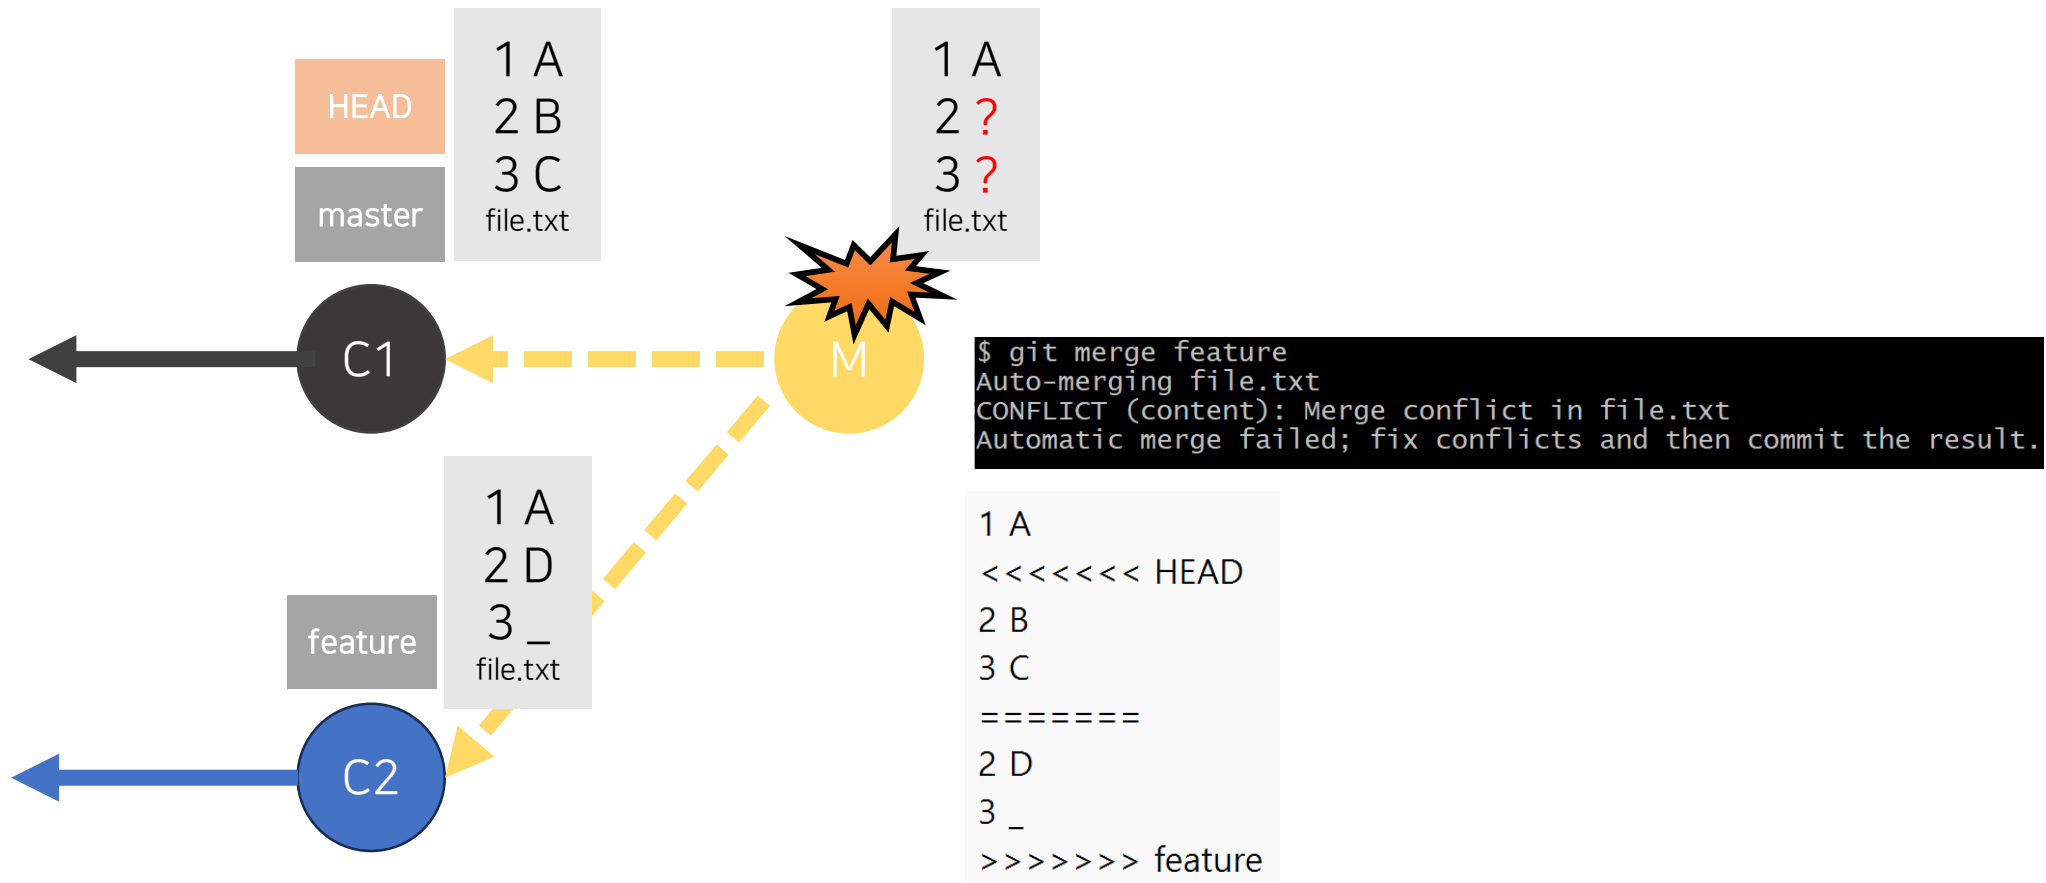 HEAD
master
1 A
2 B
3 C
file.txt
1 A
2 ?
3 ?
file.txt
C1
M
$ git merge feature
Auto-merging file.txt
CONFLICT (content): Merge conflict in file.txt
Automatic merge failed; fix conflicts and then commit the result.
feature
1 A
2 D
3 _
file.txt
C2
1 A
<<<<<<< HEAD
2 B
3 C
=======
2 D
3 _
>>>>>>> feature